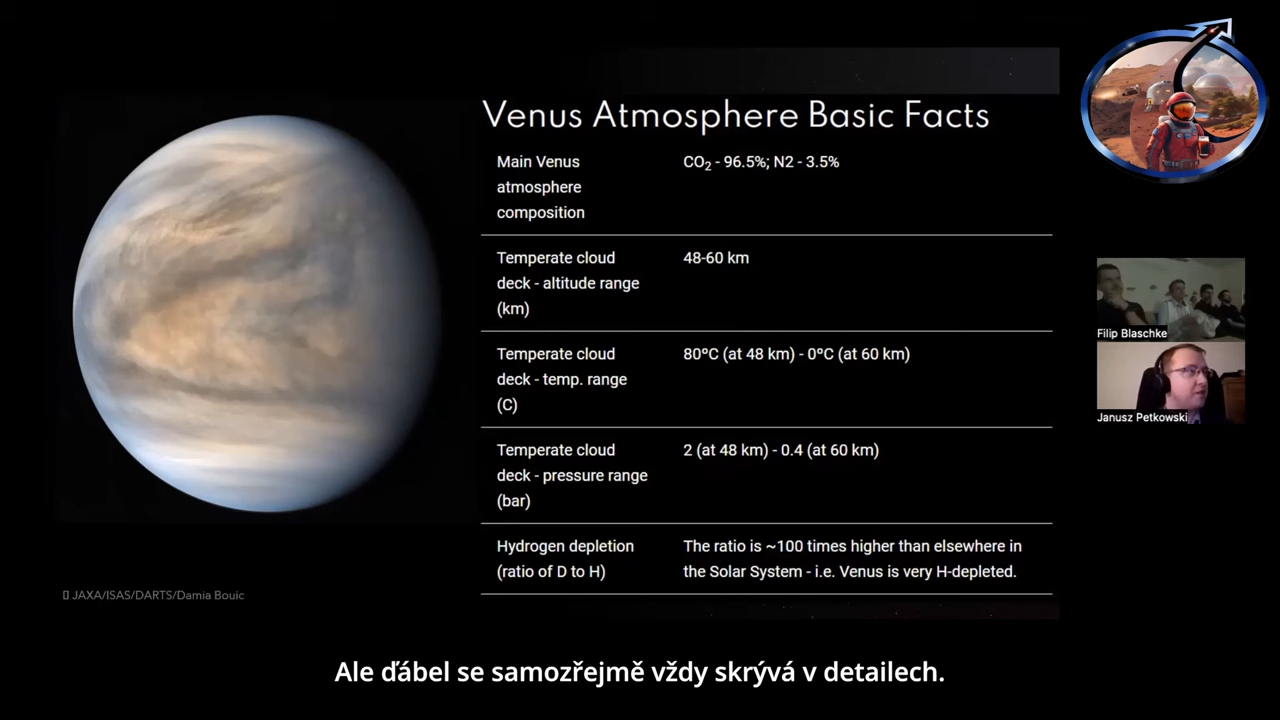 Venus Atmosphere Basic Facts
Main Venus
atmosphere
composition
CO₂ - 96.5%; N2 - 3.5%
Temperate cloud
deck - altitude range
(km)
48-60 km
Temperate cloud
deck - temp. range
(C)
80ºC (at 48 km) - 0ºC (at 60 km)
Temperate cloud
deck - pressure range
(bar)
2 (at 48 km) - 0.4 (at 60 km)
Hydrogen depletion
(ratio of D to H)
The ratio is ~100 times higher than elsewhere in
the Solar System - i.e. Venus is very H-depleted.
JAXA/ISAS/DARTS/Damia Bouic
Filip Blaschke
Janusz Petkowski
Ale ďábel se samozřejmě vždy skrývá v detailech.